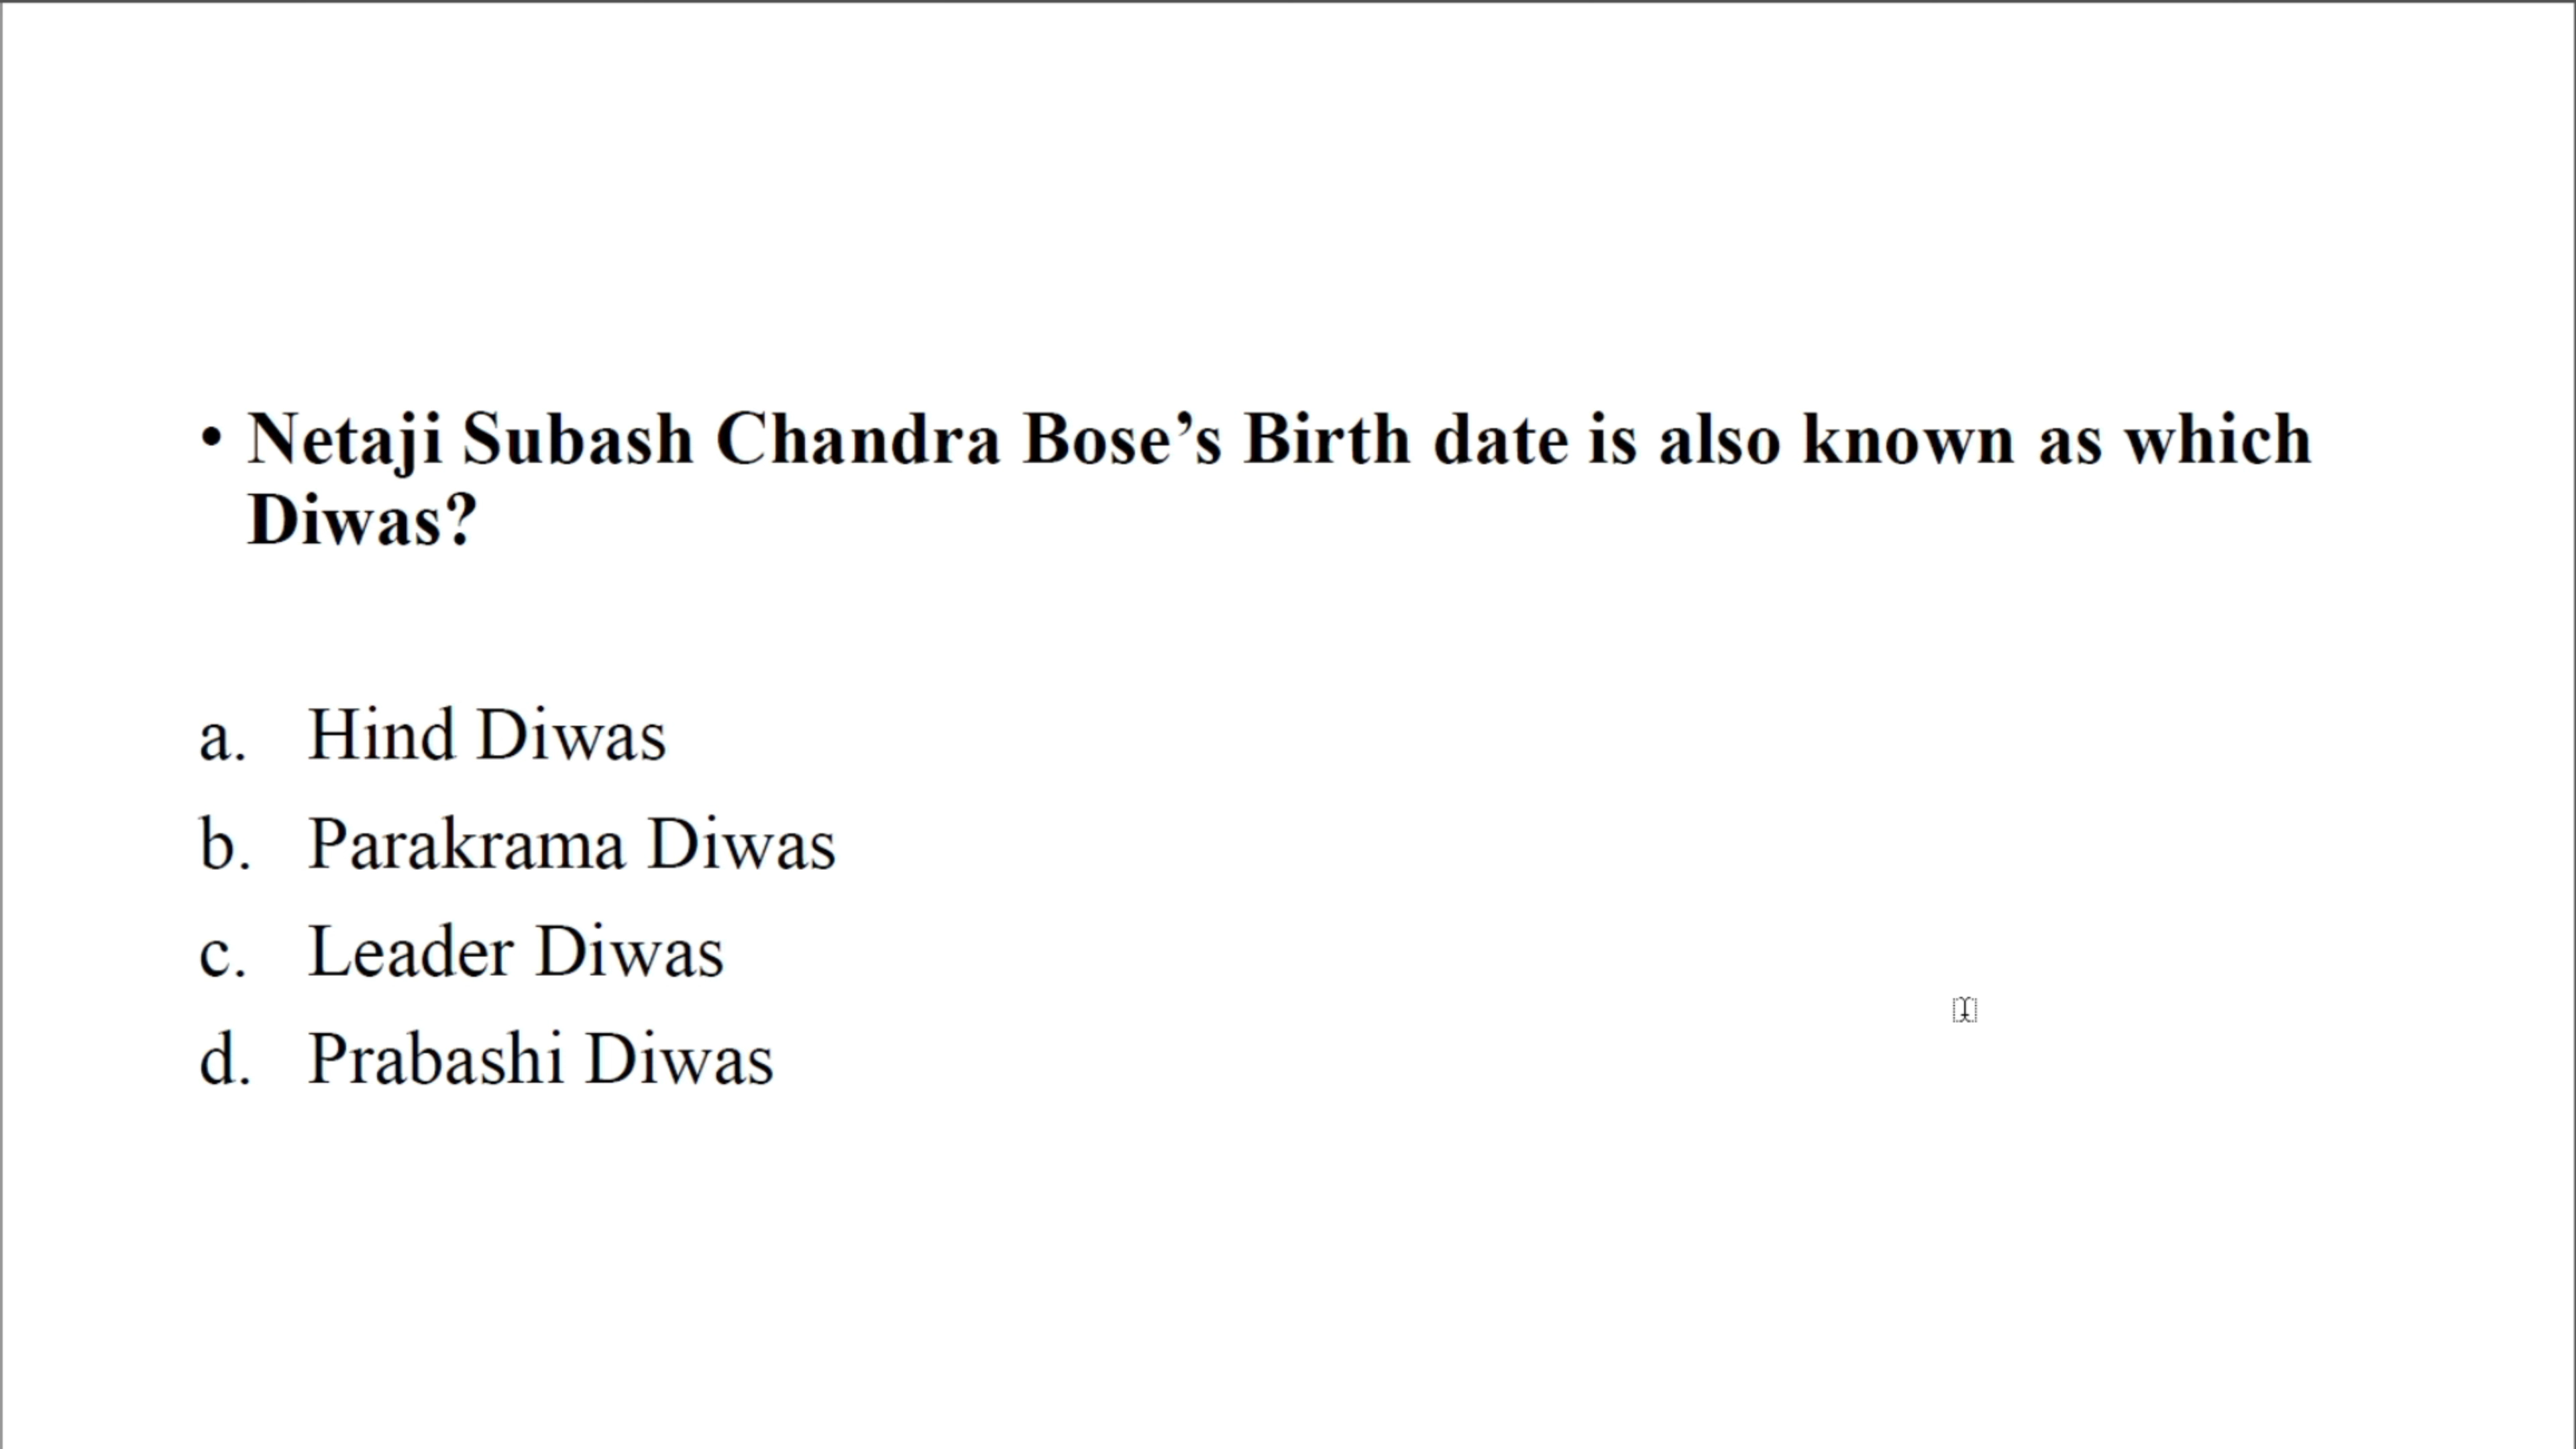 • Netaji Subash Chandra Bose’s Birth date is also known as which
Diwas?
a. Hind Diwas
b. Parakrama Diwas
c. Leader Diwas
d. Prabashi Diwas